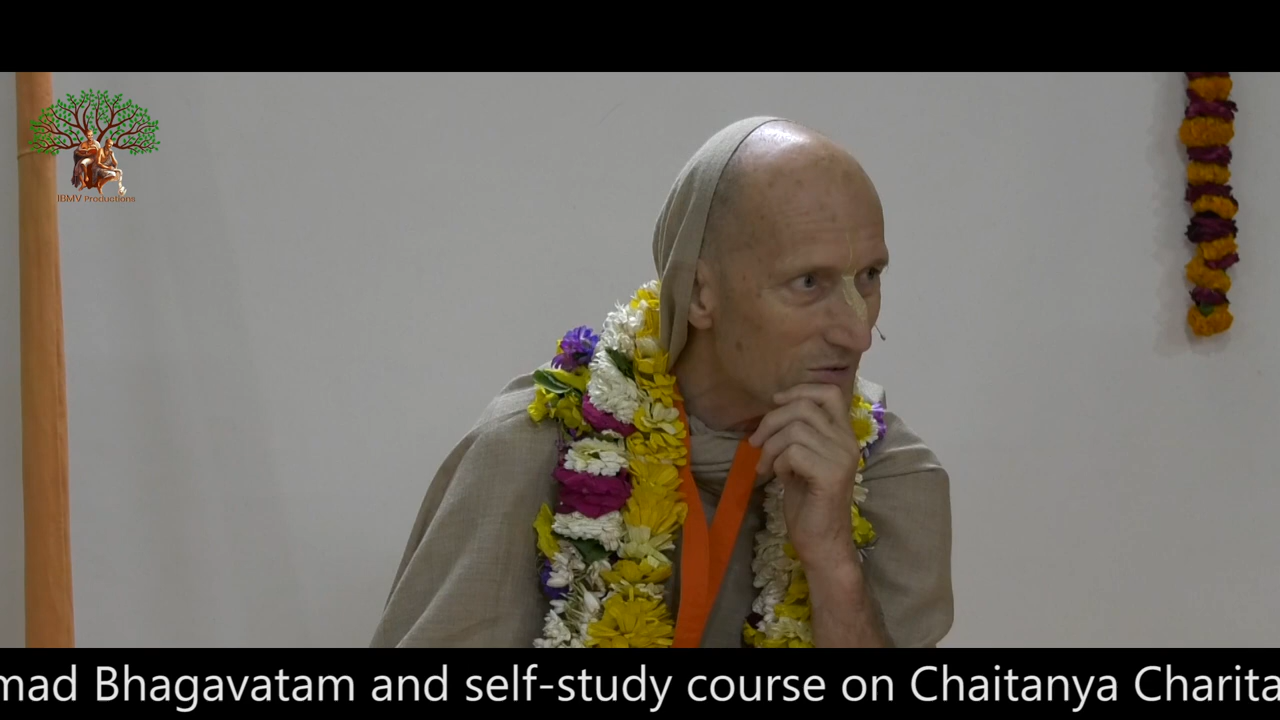 IBMV Productions
mad Bhagavatam and self-study course on Chaitanya Charita